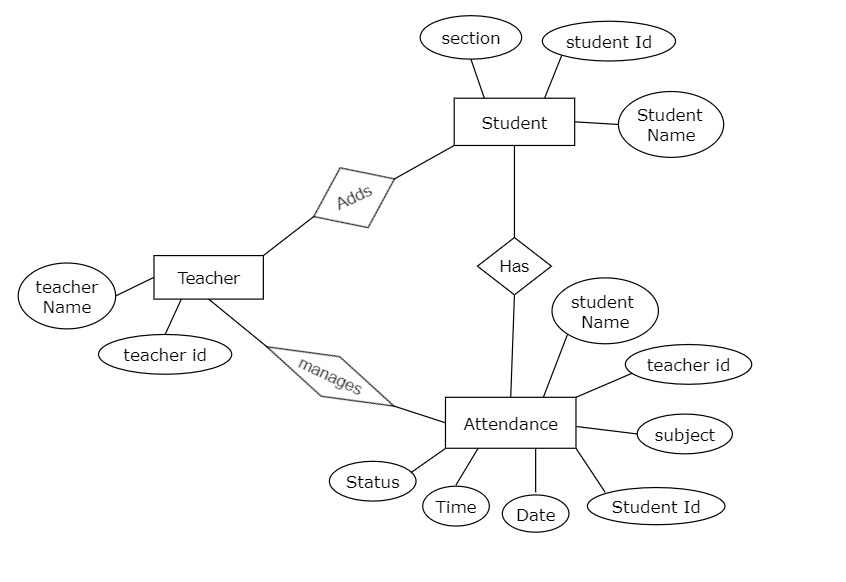 section
student Id
Student
Name
Student
Adds
Has
Teacher
teacher
Name
teacher id
manages
student
Name
teacher id
Attendance
subject
Status
Time
Date
Student Id